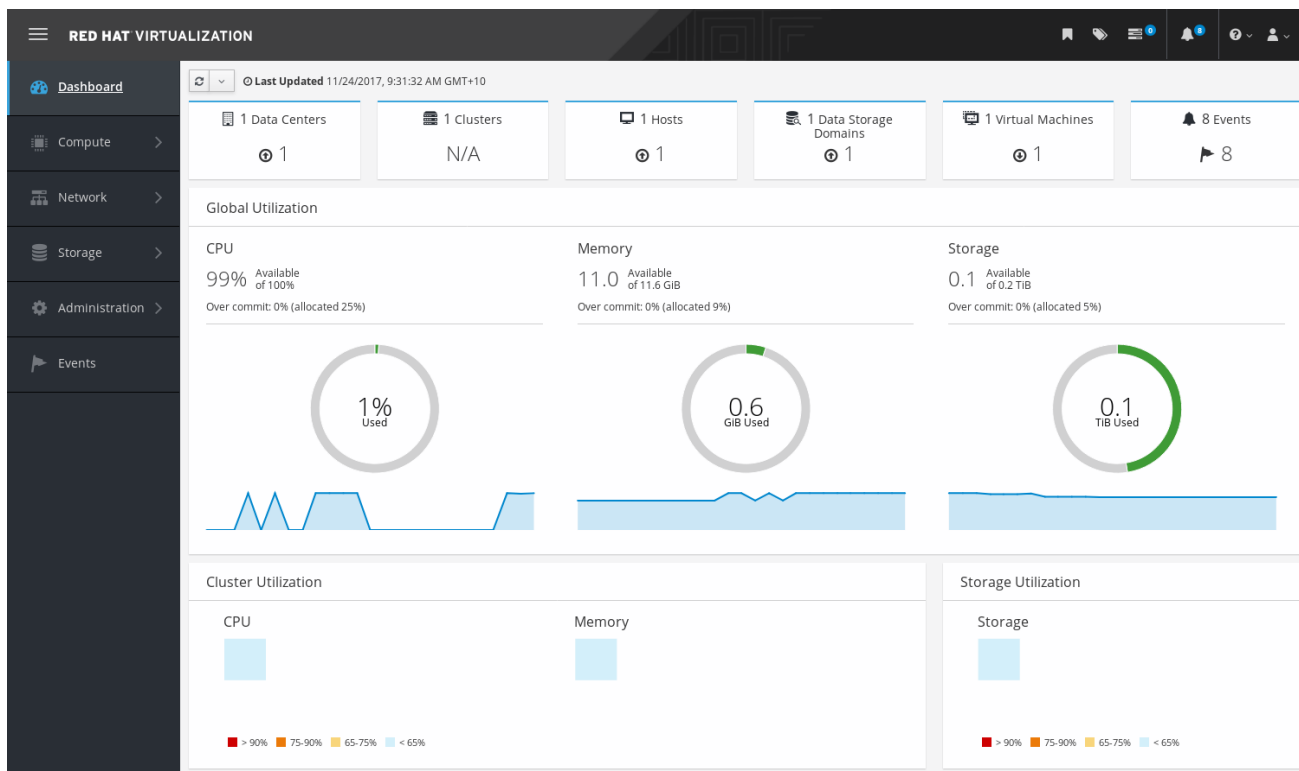 RED HAT VIRTUALIZATION
0
8
Dashboard
Compute
Network
Storage
Administration
Events
Last Updated 11/24/2017, 9:31:32 AM GMT+10
1 Data Centers
1
1 Clusters
N/A
1 Hosts
1
1 Data Storage
Domains
1
1 Virtual Machines
1
8 Events
8
Global Utilization
CPU
99% Available
of 100%
Over commit: 0% (allocated 25%)
1%
Used
Memory
11.0 Available
of 11.6 GiB
Over commit: 0% (allocated 9%)
0.6
GiB Used
Storage
0.1 Available
of 0.2 TiB
Over commit: 0% (allocated 5%)
0.1
TiB Used
Cluster Utilization
CPU
Memory
> 90% 75-90% 65-75% < 65%
Storage Utilization
Storage
> 90% 75-90% 65-75% < 65%